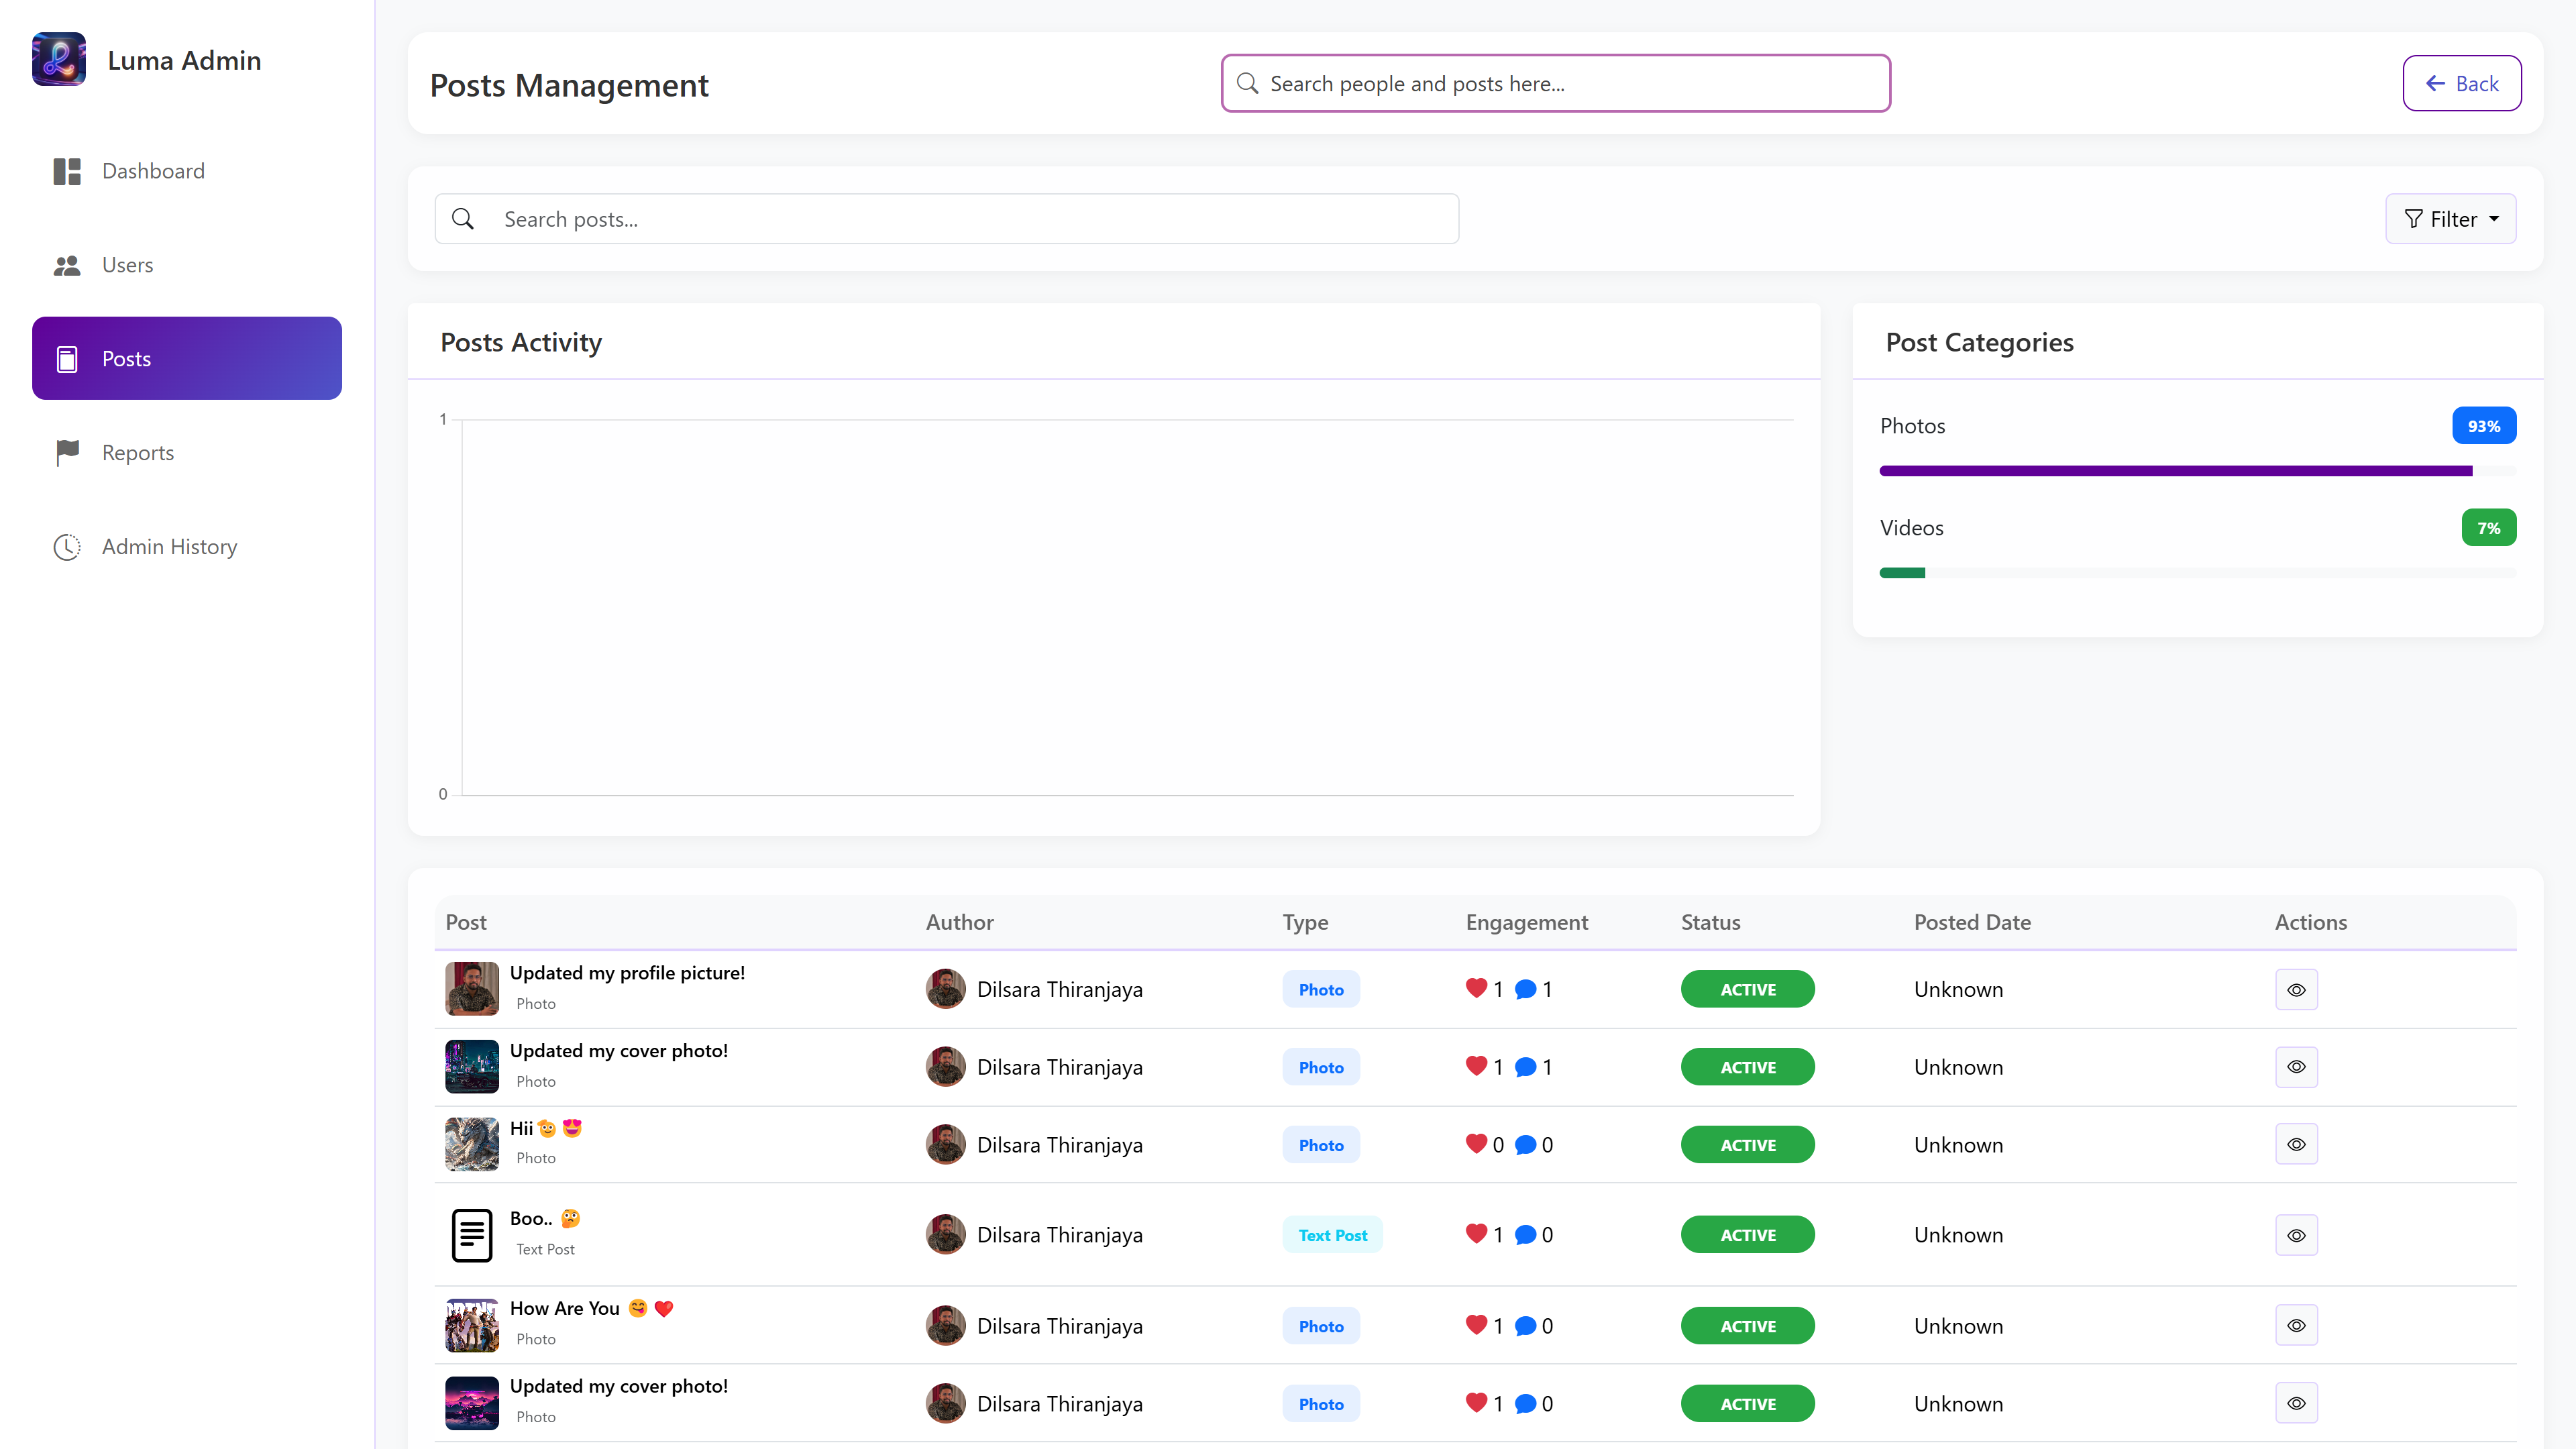 Luma Admin
Dashboard
Users
Posts
Reports
Admin History
Posts Management
Search people and posts here...
Back
Search posts...
Filter
Posts Activity
1
0
Post Categories
Photos 93%
Videos 7%
Post Author Type Engagement Status Posted Date Actions
Updated my profile picture!
Photo
Dilsara Thiranjaya Photo 1 1 ACTIVE Unknown
Updated my cover photo!
Photo
Dilsara Thiranjaya Photo 1 1 ACTIVE Unknown
Hii 🫡 😍
Photo
Dilsara Thiranjaya Photo 0 0 ACTIVE Unknown
Boo.. 🫣
Text Post
Dilsara Thiranjaya Text Post 1 0 ACTIVE Unknown
How Are You 😋 ❤️
Photo
Dilsara Thiranjaya Photo 1 0 ACTIVE Unknown
Updated my cover photo!
Photo
Dilsara Thiranjaya Photo 1 0 ACTIVE Unknown